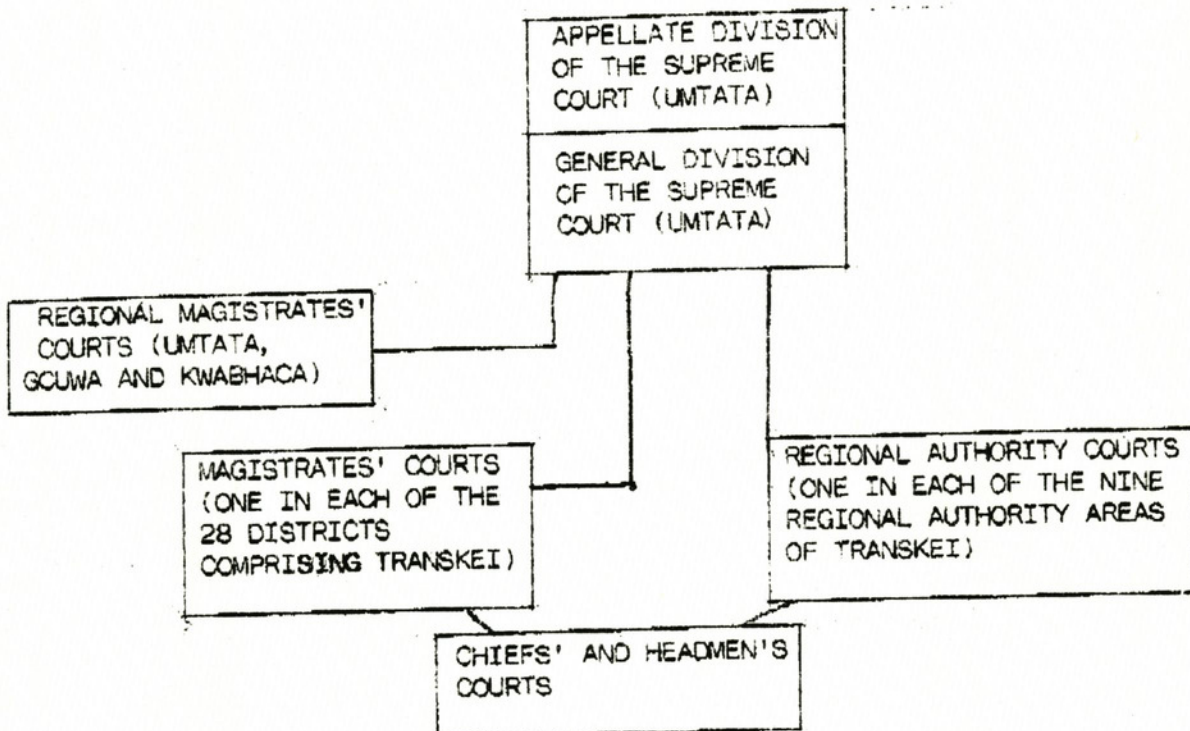 APPELLATE DIVISION
OF THE SUPREME
COURT (UMTATA)
GENERAL DIVISION
OF THE SUPREME
COURT (UMTATA)
REGIONAL MAGISTRATES'
COURTS (UMTATA,
GCUWA AND KWABHACA)
MAGISTRATES' COURTS
(ONE IN EACH OF THE
28 DISTRICTS
COMPRISING TRANSKEI)
REGIONAL AUTHORITY COURTS
(ONE IN EACH OF THE NINE
REGIONAL AUTHORITY AREAS
OF TRANSKEI)
CHIEFS' AND HEADMEN'S
COURTS